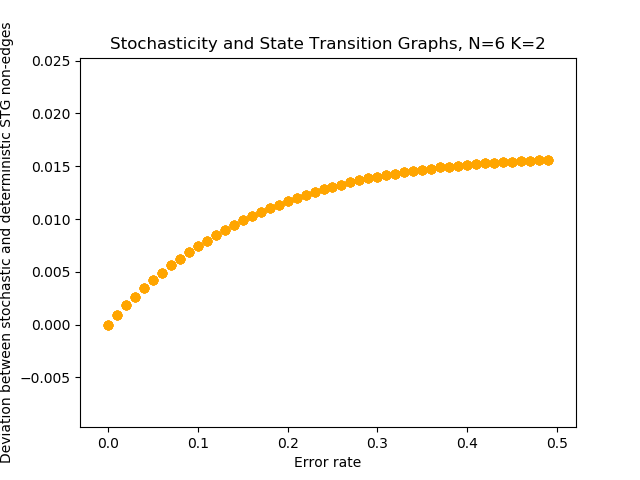 Stochasticity and State Transition Graphs, N=6 K=2
Deviation between stochastic and deterministic STG non-edges
0.025
0.020
0.015
0.010
0.005
0.000
−0.005
0.0 0.1 0.2 0.3 0.4 0.5
Error rate